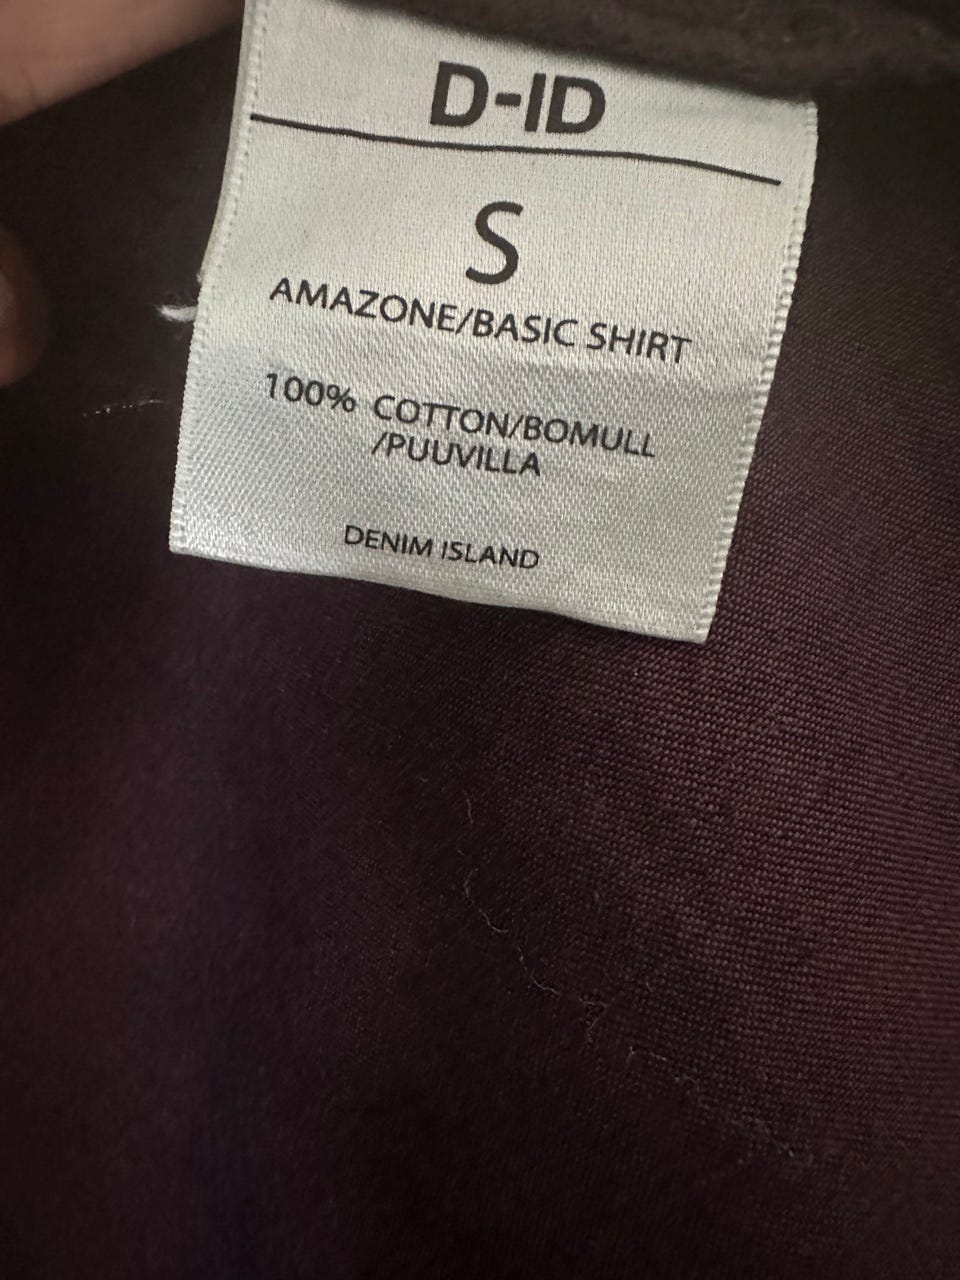 D-ID
S
AMAZONE/BASIC SHIRT
100% COTTON/BOMULL
/PUUVILLA
DENIM ISLAND